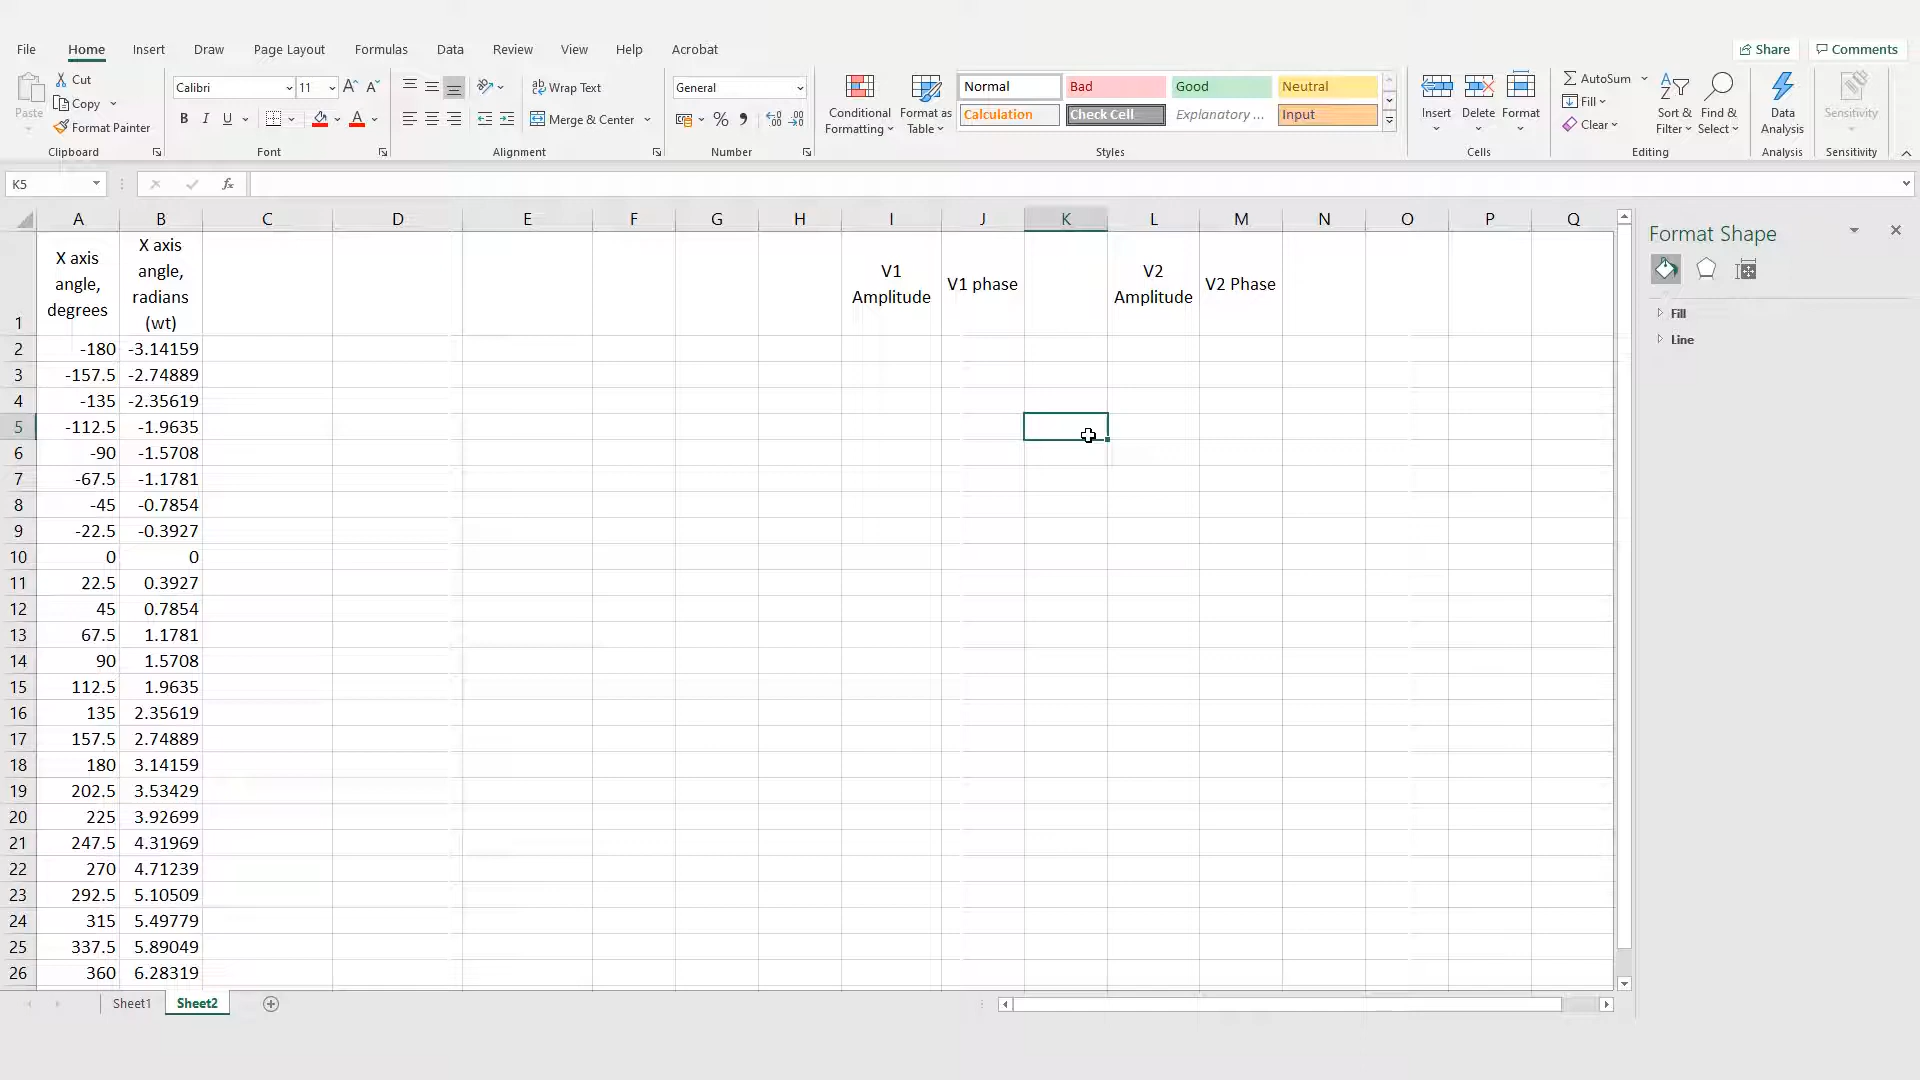 File Home Insert Draw Page Layout Formulas Data Review View Help Acrobat Share Comments
Paste
Cut
Copy
Format Painter
Clipboard
Calibri 11
B I U
Font
Wrap Text
Merge & Center
Alignment
General
Number
Conditional
Formatting
Format as
Table
Normal Bad Good Neutral
Calculation Check Cell Explanatory ... Input
Styles
Insert Delete Format
Cells
AutoSum
Fill
Clear
Sort &
Filter
Find &
Select
Editing
Data
Analysis
Analysis
Sensitivity
Sensitivity
K5 fx
A B C D E F G H I J K L M N O P Q
1
X axis
angle,
degrees
X axis
angle,
radians
(wt)
V1
Amplitude
V1 phase
V2
Amplitude
V2 Phase
2 -180 -3.14159
3 -157.5 -2.74889
4 -135 -2.35619
5 -112.5 -1.9635
6 -90 -1.5708
7 -67.5 -1.1781
8 -45 -0.7854
9 -22.5 -0.3927
10 0 0
11 22.5 0.3927
12 45 0.7854
13 67.5 1.1781
14 90 1.5708
15 112.5 1.9635
16 135 2.35619
17 157.5 2.74889
18 180 3.14159
19 202.5 3.53429
20 225 3.92699
21 247.5 4.31969
22 270 4.71239
23 292.5 5.10509
24 315 5.49779
25 337.5 5.89049
26 360 6.28319
Sheet1 Sheet2
Format Shape
Fill
Line